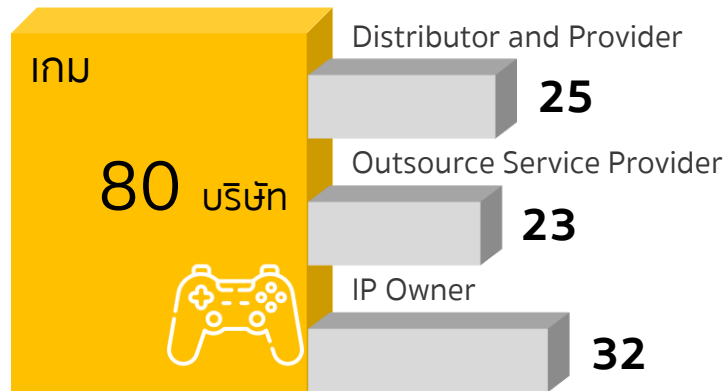 เกม
80 บริษัท
Distributor and Provider
25
Outsource Service Provider
23
IP Owner
32